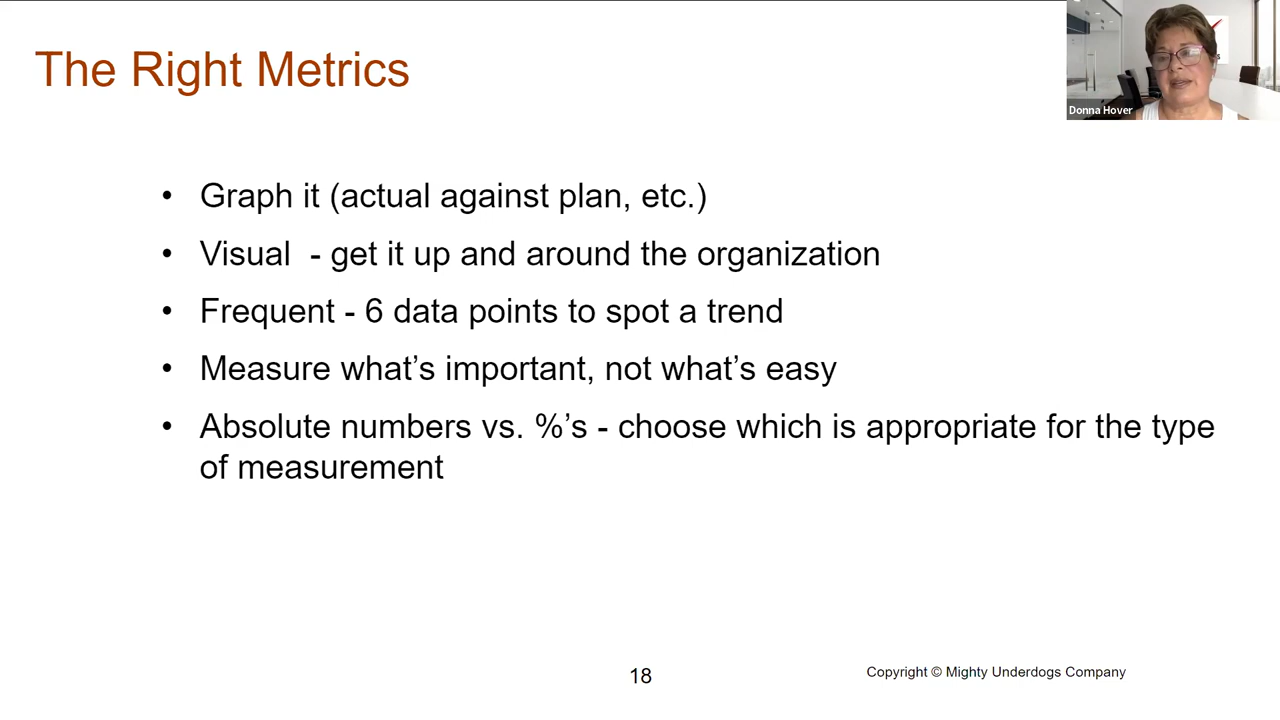 The Right Metrics
Donna Hover
• Graph it (actual against plan, etc.)
• Visual  - get it up and around the organization
• Frequent - 6 data points to spot a trend
• Measure what’s important, not what’s easy
• Absolute numbers vs. %’s - choose which is appropriate for the type
of measurement
18
Copyright © Mighty Underdogs Company